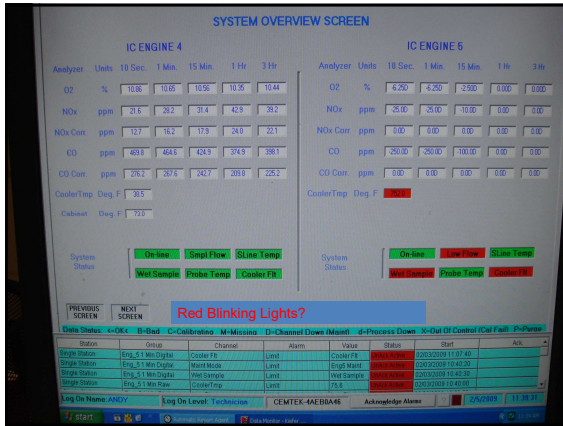 SYSTEM OVERVIEW SCREEN
IC ENGINE 4
Analyzer Units 10 Sec. 1 Min. 15 Min. 1 Hr 3 Hr
O2 % 10.86 10.65 10.56 10.35 10.44
NOx ppm 21.6 28.2 31.4 42.9 39.2
NOx Corr. ppm 12.7 16.2 17.9 24.0 22.1
CO ppm 469.8 464.6 424.9 374.9 398.1
CO Corr. ppm 276.2 267.6 242.7 209.8 225.2
CoolerTmp Deg. F 38.5
Cabinet Deg. F 73.0
System Status
On-line Smpl Flow SLine Temp
Wet Sample Probe Temp Cooler Flt
IC ENGINE 5
Analyzer Units 10 Sec. 1 Min. 15 Min. 1 Hr 3 Hr
O2 % -6.250 -6.250 -2.500 0.000 0.000
NOx ppm -25.00 -25.00 -10.00 0.00 0.00
NOx Corr. ppm 0.00 0.00 0.00 0.00 0.00
CO ppm -250.00 -250.00 -100.00 0.00 0.00
CO Corr. ppm 0.00 0.00 0.00 0.00 0.00
CoolerTmp Deg. F
System Status
On-line Low Flow SLine Temp
Wet Sample Probe Temp Cooler Flt
PREVIOUS SCREEN
NEXT SCREEN
Red Blinking Lights?
Data Status: <-OK< B-Bad C-Calibrating M-Missing D-Channel Down (Maint) d-Process Down X-Out Of Control (Cal Fail) P-Purge
Station Group Channel Alarm Value Status Start Ack.
Single Station Eng_5 1 Min Digital Cooler Flt Limit Cooler Flt 02/03/2009 11:07:40
Single Station Eng_5 1 Min Digital Maint Mode Limit Eng5 Maint 02/03/2009 10:40:20
Single Station Eng_5 1 Min Digital Wet Sample Limit Wet Sample 02/03/2009 10:40:20
Single Station Eng_5 1 Min Raw CoolerTmp Limit 75.6 02/03/2009 10:40:00
Log On Name: ANDY Log On Level: Technician CEMTEK-4AEB8A46 Acknowledge Alarms 2/5/2009 11:39:31
start